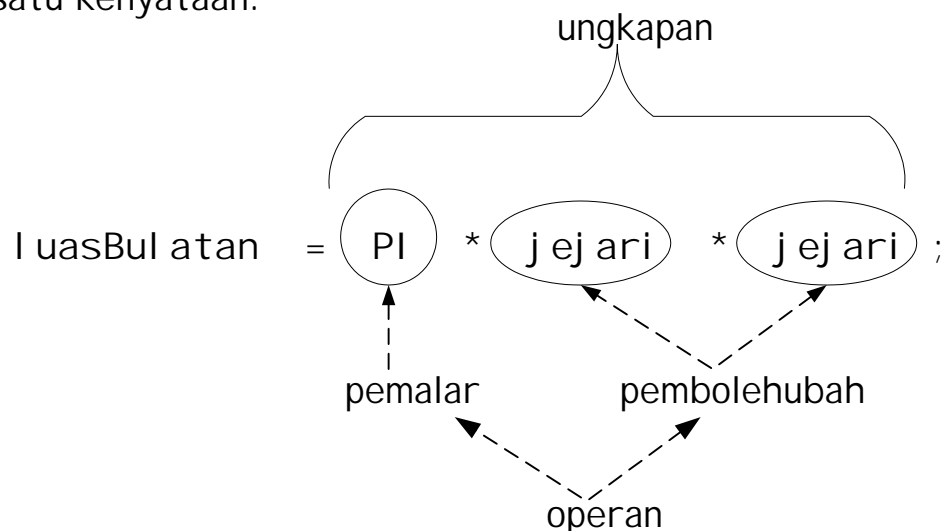 satu kenyataan.
ungkapan
luasBulatan = PI * jejari * jejari ;
pemalar pembolehubah
operan